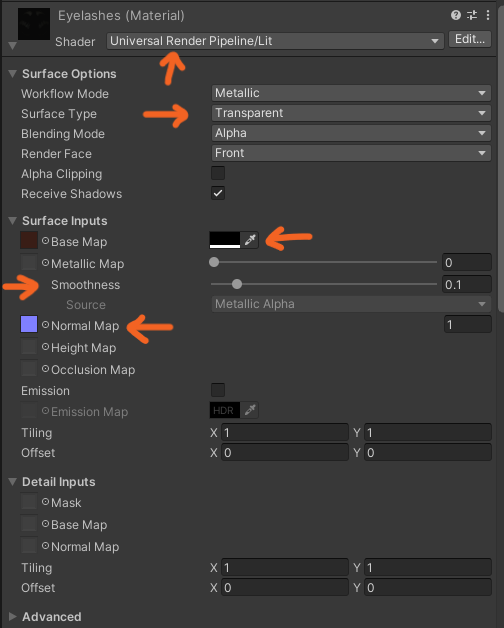 Eyelashes (Material)
Shader Universal Render Pipeline/Lit Edit...
Surface Options
Workflow Mode Metallic
Surface Type Transparent
Blending Mode Alpha
Render Face Front
Alpha Clipping
Receive Shadows
Surface Inputs
Base Map
Metallic Map 0
Smoothness 0.1
Source Metallic Alpha
Normal Map 1
Height Map
Occlusion Map
Emission
Emission Map HDR
Tiling X 1 Y 1
Offset X 0 Y 0
Detail Inputs
Mask
Base Map
Normal Map
Tiling X 1 Y 1
Offset X 0 Y 0
Advanced